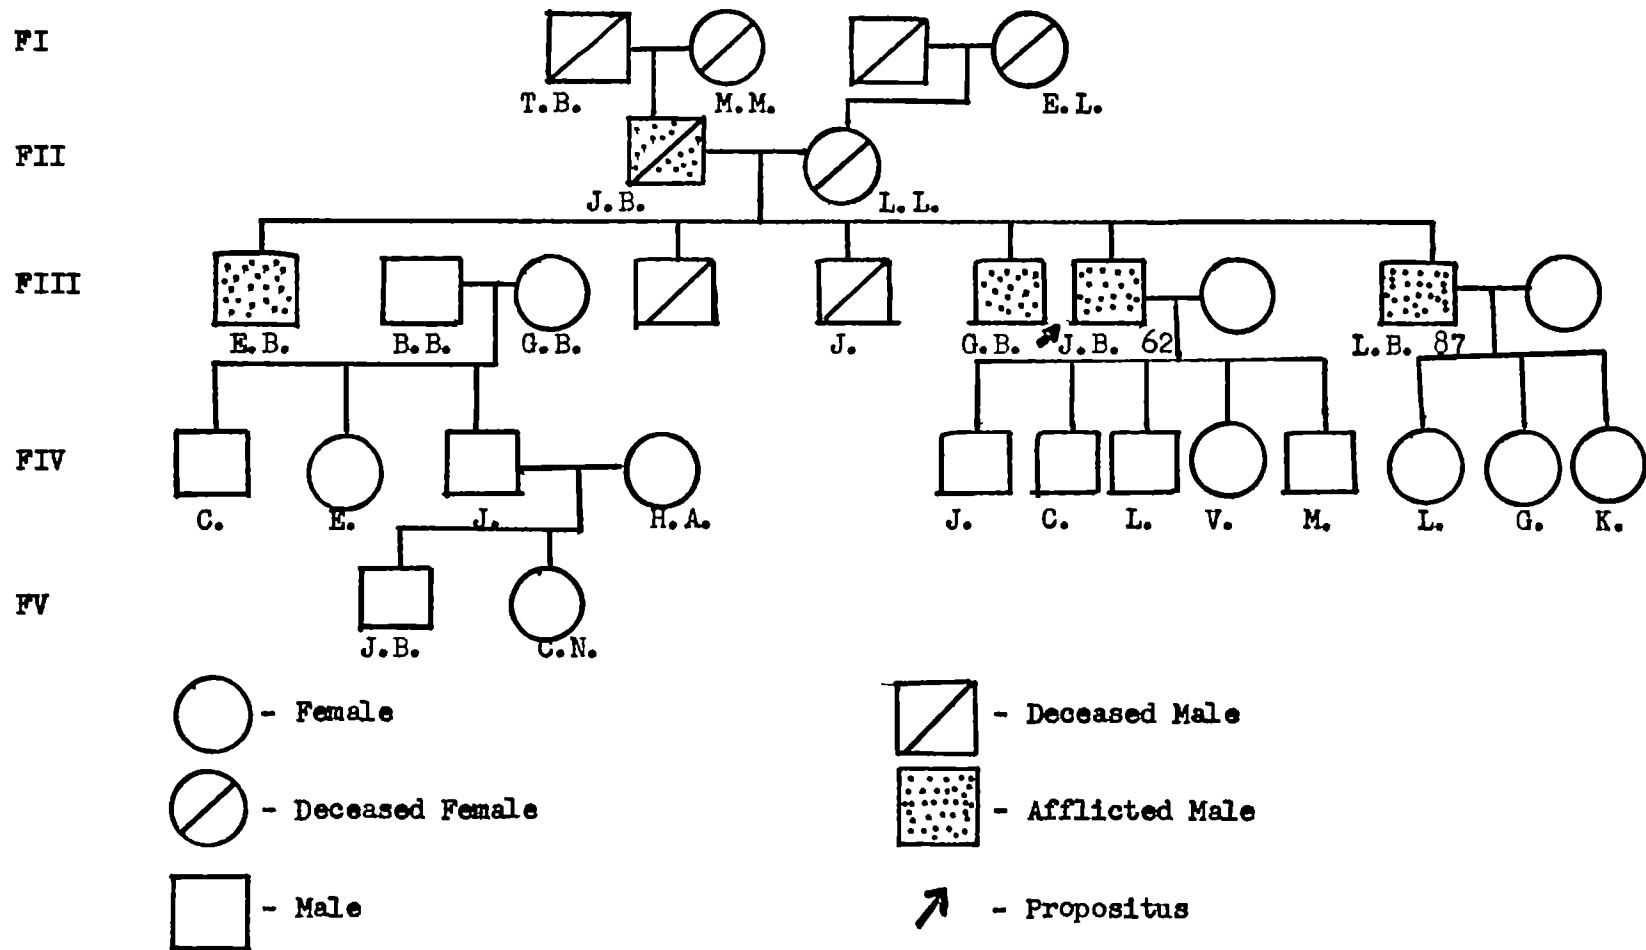 FI
T.B. M.M. E.L.
FII
J.B. L.L.
FIII
E.B. B.B. G.B. J. G.B. J.B. 62 L.B. 87
FIV
C. E. J. H.A. J. C. L. V. M. L. G. K.
FV
J.B. C.N.
- Female - Deceased Male
- Deceased Female - Afflicted Male
- Male - Propositus